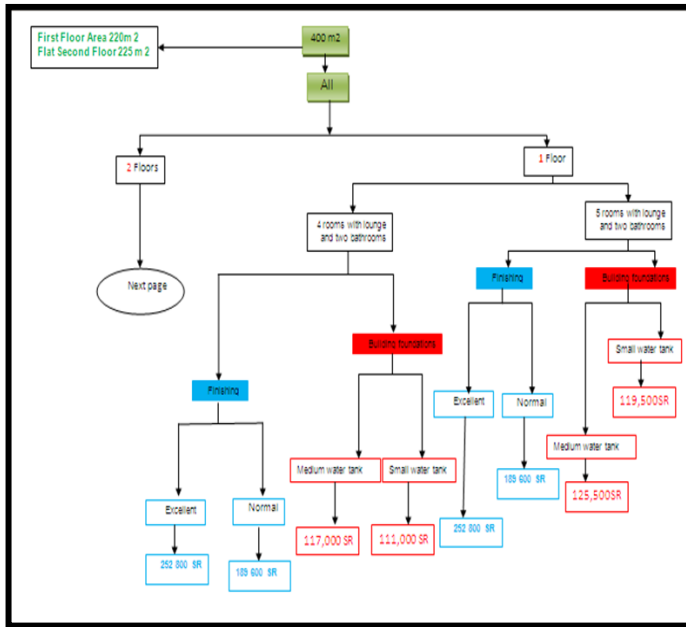 First Floor Area 220m 2
Flat Second Floor 225 m 2
400 m2
All
2 Floors
1 Floor
4 rooms with lounge
and two bathrooms
5 rooms with lounge
and two bathrooms
Next page
Finishing
Building foundations
Building foundations
Small water tank
Finishing
Excellent
Normal
119,500SR
Medium water tank
Medium water tank
Small water tank
189 600 SR
125,500SR
Excellent
Normal
117,000 SR
111,000 SR
252 800 SR
252 800 SR
189 600 SR